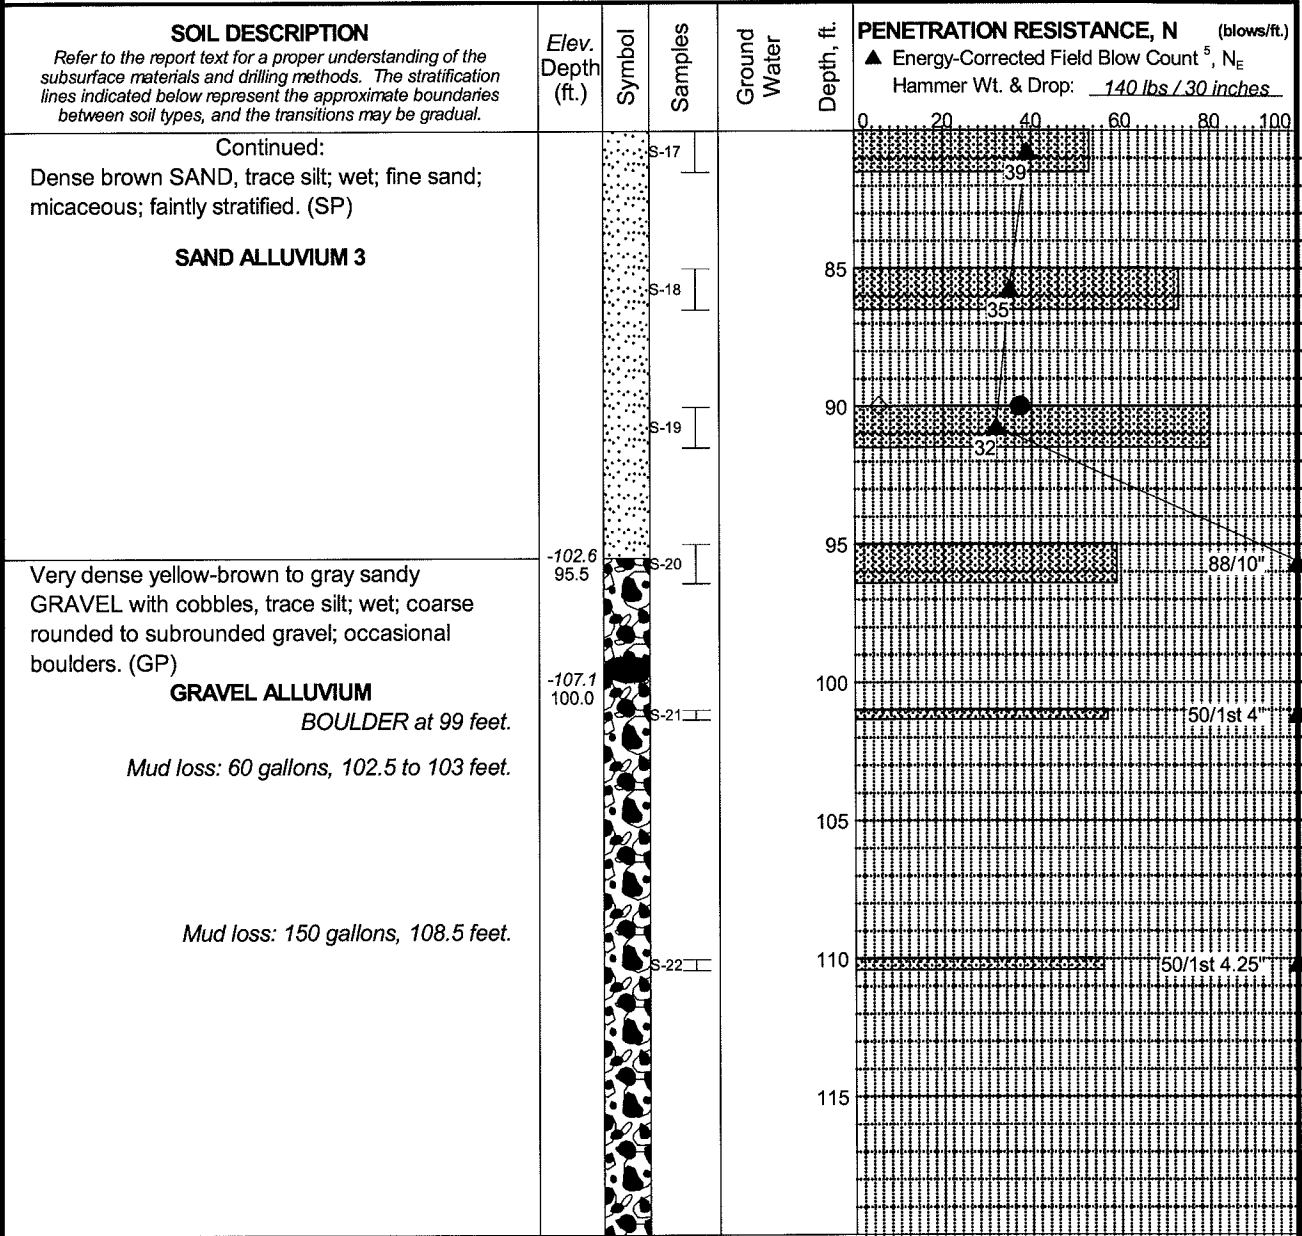 SOIL DESCRIPTION
Refer to the report text for a proper understanding of the
subsurface materials and drilling methods. The stratification
lines indicated below represent the approximate boundaries
between soil types, and the transitions may be gradual.
Elev.
Depth
(ft.)
Symbol
Samples
Ground
Water
Depth, ft.
PENETRATION RESISTANCE, N (blows/ft.)
▲ Energy-Corrected Field Blow Count 5, NE
Hammer Wt. & Drop: 140 lbs / 30 inches
0 20 40 60 80 100
Continued:
Dense brown SAND, trace silt; wet; fine sand;
micaceous; faintly stratified. (SP)
SAND ALLUVIUM 3
S-17
39
85
S-18
35
90
S-19
32
95
-102.6
95.5
S-20
88/10"
Very dense yellow-brown to gray sandy
GRAVEL with cobbles, trace silt; wet; coarse
rounded to subrounded gravel; occasional
boulders. (GP)
GRAVEL ALLUVIUM
-107.1
100.0
100
BOULDER at 99 feet.
S-21
50/1st 4"
Mud loss: 60 gallons, 102.5 to 103 feet.
105
Mud loss: 150 gallons, 108.5 feet.
S-22
110
50/1st 4.25"
115